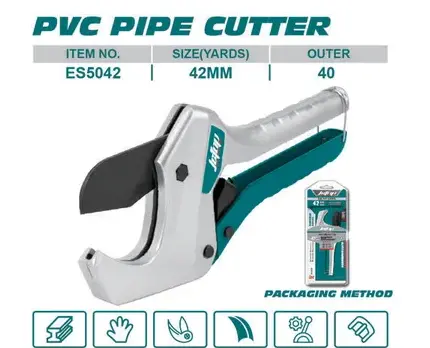 PVC PIPE CUTTER
ITEM NO. SIZE(YARDS) OUTER
ES5042 42MM 40
PACKAGING METHOD